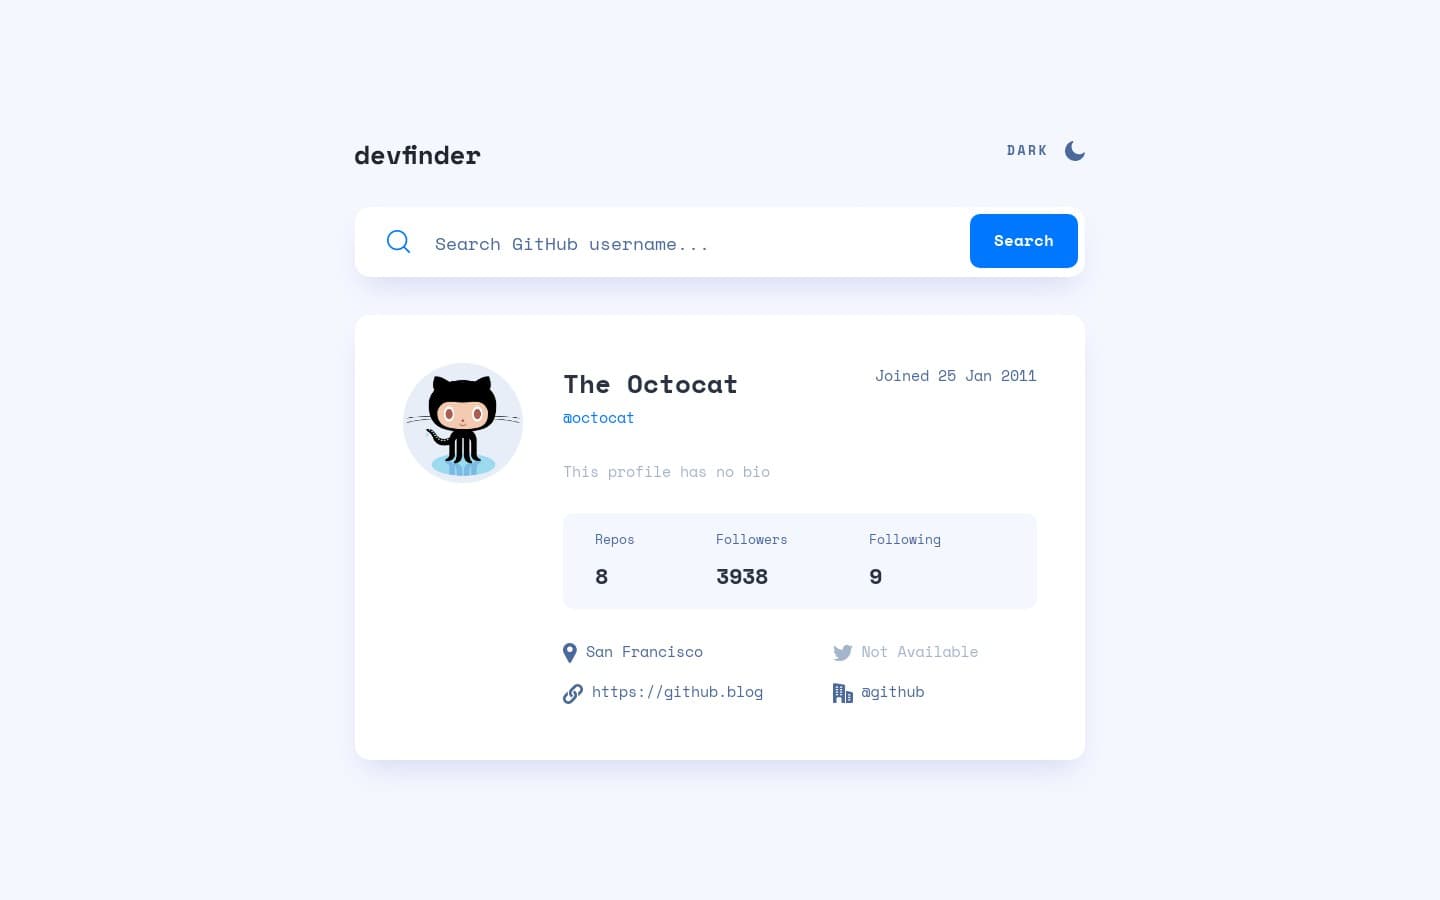 devfinder
DARK
Search GitHub username...
Search
The Octocat
Joined 25 Jan 2011
@octocat
This profile has no bio
Repos Followers Following
8 3938 9
San Francisco
Not Available
https://github.blog
@github